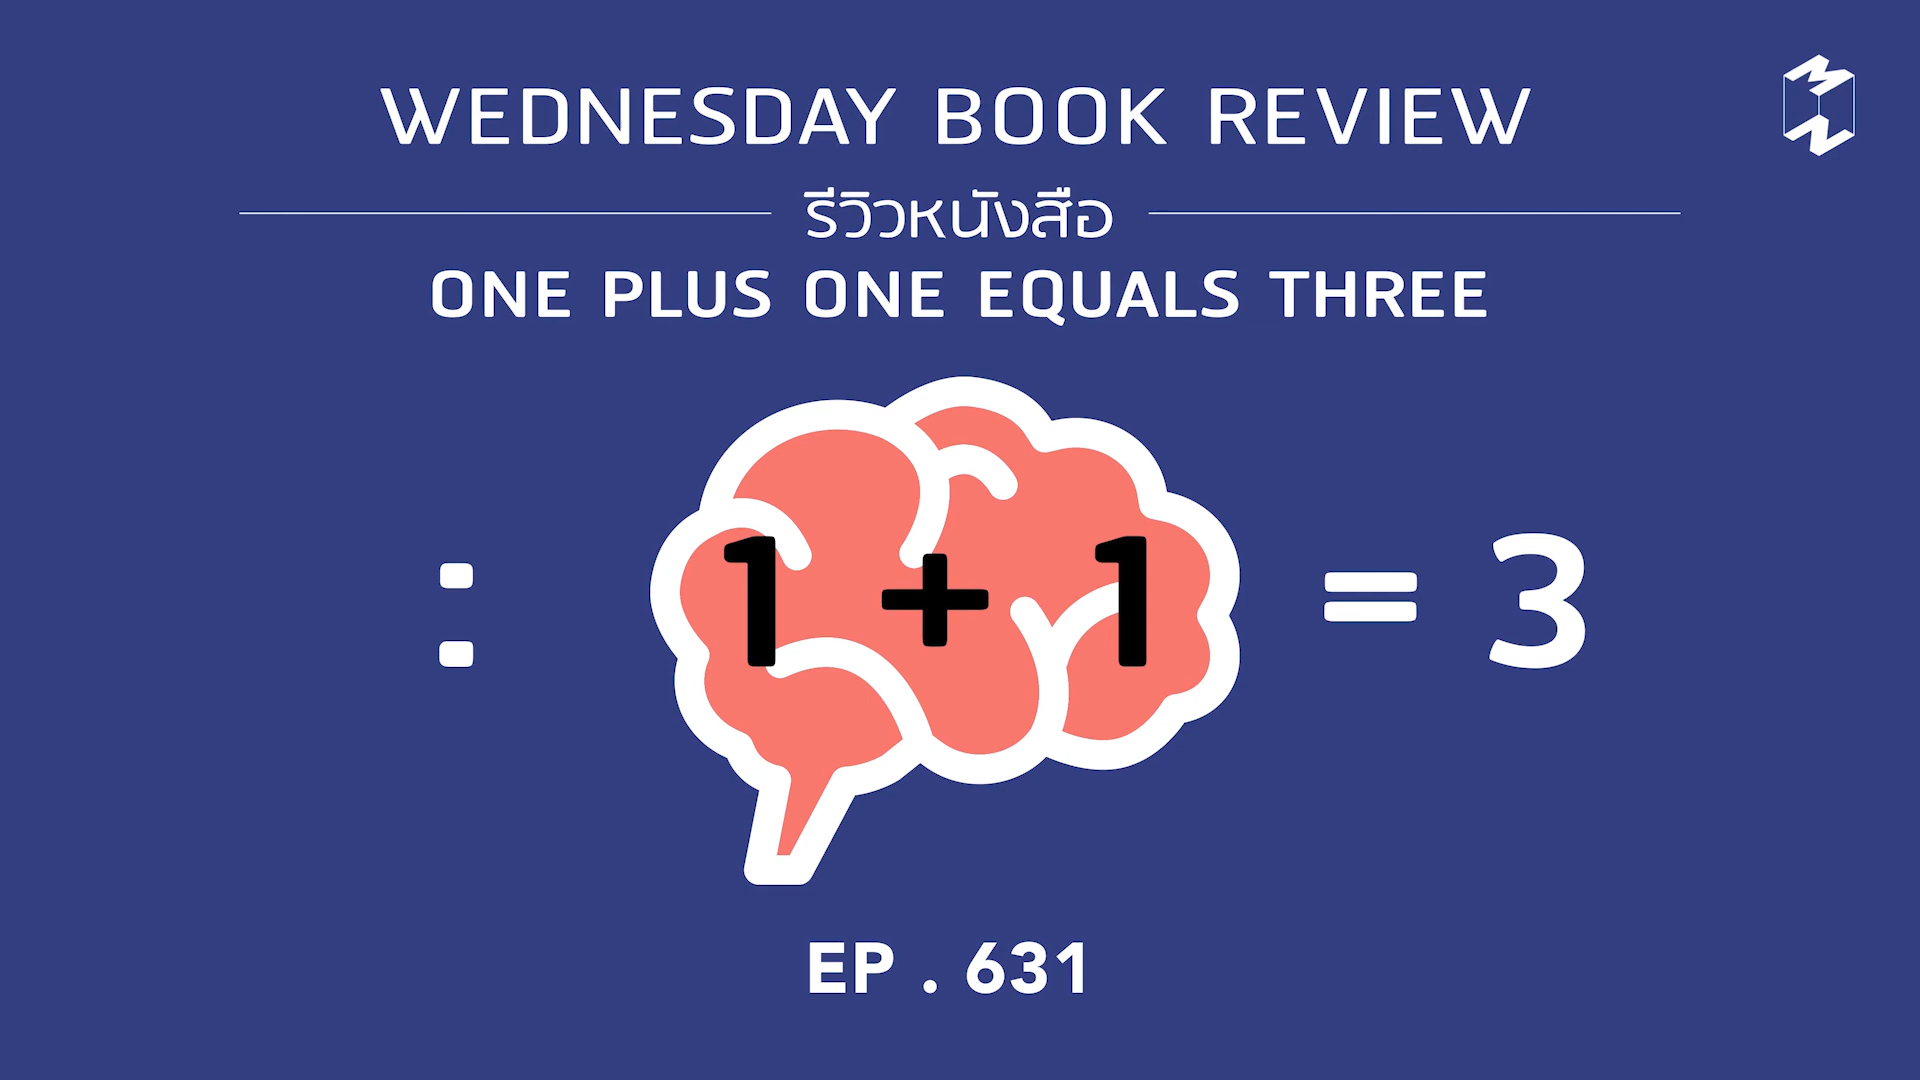 WEDNESDAY BOOK REVIEW
รีวิวหนังสือ
ONE PLUS ONE EQUALS THREE
: 1 + 1 = 3
EP . 631